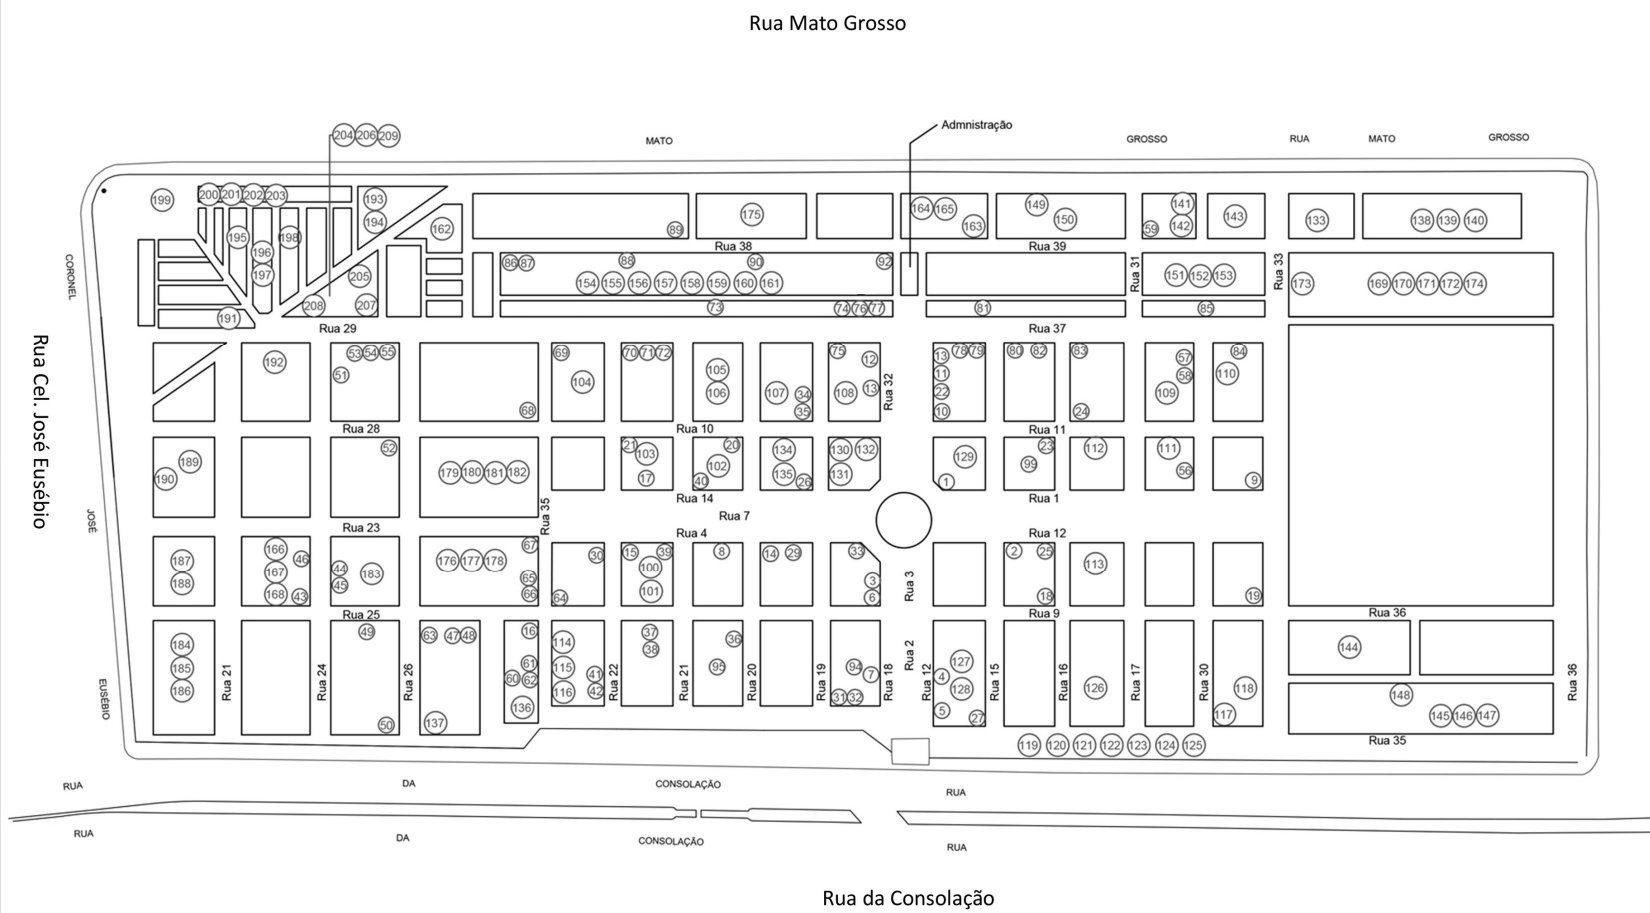 Rua Mato Grosso
204 206 209
Admnistração
MATO
GROSSO
RUA
MATO
GROSSO
199
200 201 202 203
193
194
162
195
196
197
198
205
208
207
191
89
175
164 165
163
149
150
141
59 142
143
133
138 139 140
Rua 38
Rua 39
86 87
88
90
92
154 155 156 157 158 159 160 161
Rua 31
151 152 153
Rua 33
173
169 170 171 172 174
73
74 76 77
81
85
Rua 29
Rua 37
CORONEL
Rua Cel. José Eusébio
192
53 54 55
51
68
69
104
70 71 72
105
106
107
34
35
75
12
108
13
Rua 32
13
78 79
11
22
10
80 82
83
24
57
58
109
84
110
Rua 28
Rua 10
Rua 11
189
190
52
179 180 181 182
21
103
17
20
102
40
134
135 26
130 132
131
129
1
23
99
112
111
56
9
Rua 35
Rua 14
Rua 7
Rua 1
JOSÉ
Rua 23
Rua 4
Rua 12
187
188
166
46
167
168 43
44
45
183
67
176 177 178
65
66
30
64
15 39
100
101
8
14 29
33
3
6
Rua 3
2 25
18
113
19
Rua 25
Rua 9
Rua 36
184
185
186
Rua 21
Rua 24
49
50
Rua 26
63 47 48
137
16
61
60 62
136
114
115
116
41
42
Rua 22
37
38
Rua 21
36
95
Rua 20
Rua 19
94
7
31 32
Rua 18
Rua 2
Rua 12
127
4
128
5
27
Rua 15
Rua 16
126
Rua 17
Rua 30
118
117
144
148
145 146 147
Rua 36
EUSÉBIO
119 120 121 122 123 124 125
Rua 35
RUA
DA
CONSOLAÇÃO
RUA
RUA
DA
CONSOLAÇÃO
RUA
Rua da Consolação